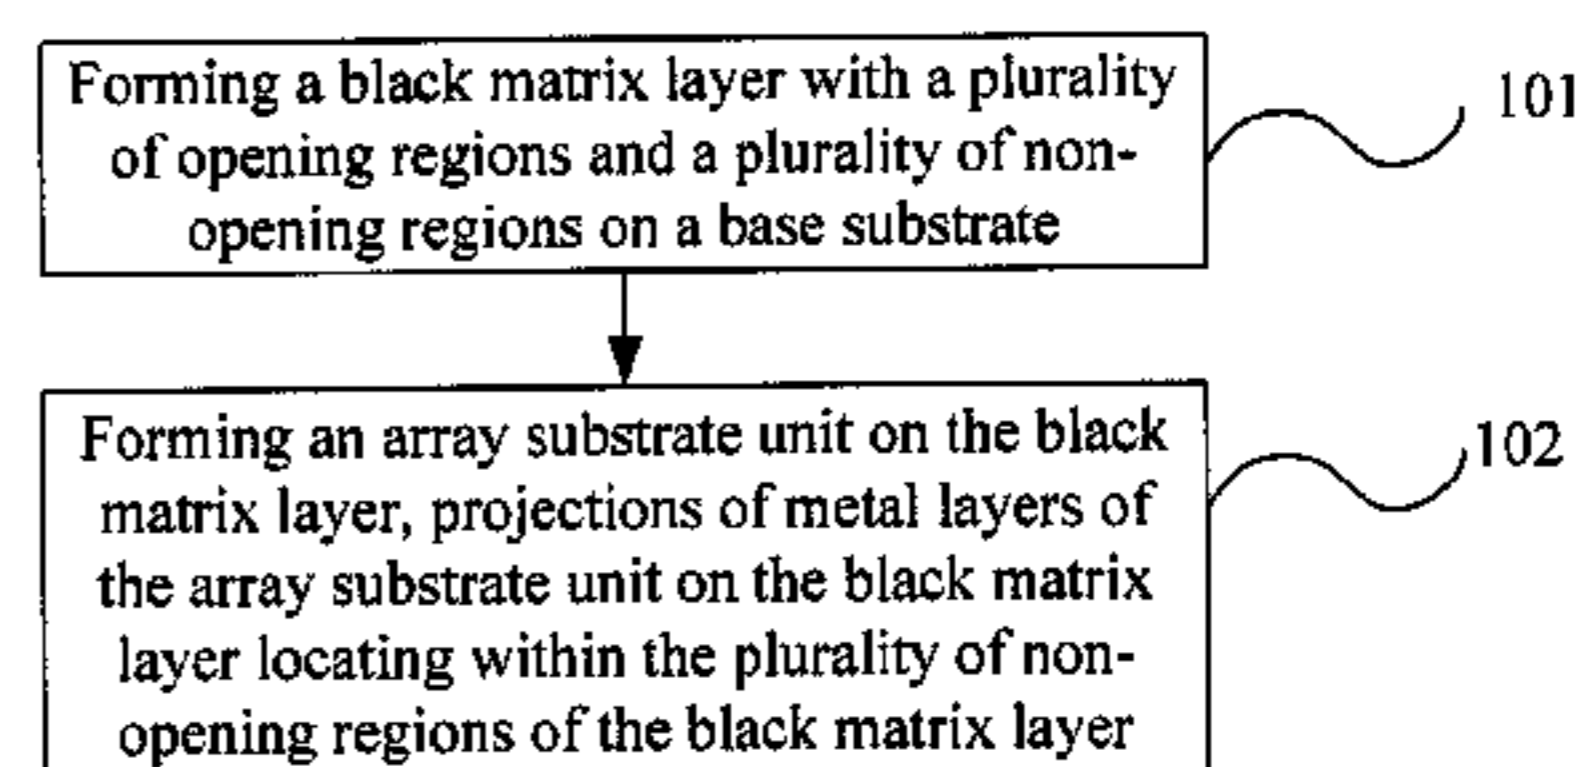 Forming a black matrix layer with a plurality
of opening regions and a plurality of non-
opening regions on a base substrate
101
Forming an array substrate unit on the black
matrix layer, projections of metal layers of
the array substrate unit on the black matrix
layer locating within the plurality of non-
opening regions of the black matrix layer
102